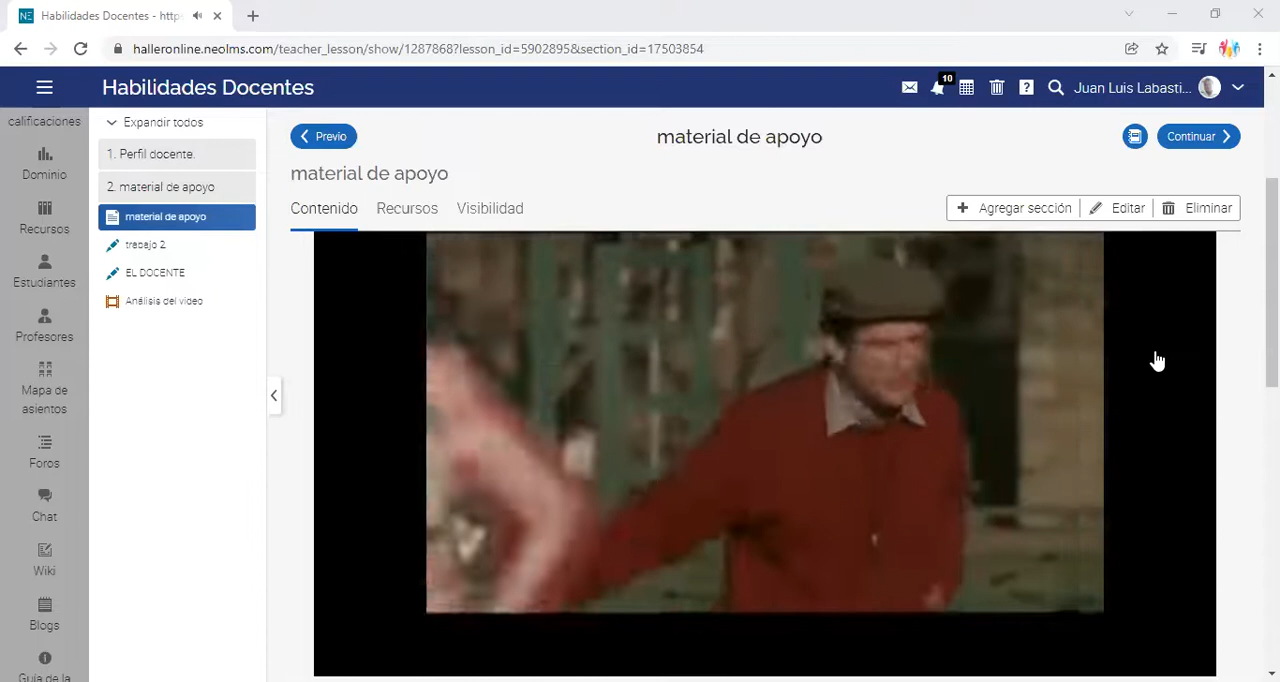 Habilidades Docentes - http
halleronline.neolms.com/teacher_lesson/show/1287868?lesson_id=5902895&section_id=17503854
Habilidades Docentes
10
Juan Luis Labasti...
calificaciones
Dominio
Recursos
Estudiantes
Profesores
Mapa de
asientos
Foros
Chat
Wiki
Blogs
Guía de la
Expandir todos
1. Perfil docente.
2. material de apoyo
material de apoyo
trabajo 2
EL DOCENTE
Análisis del video
Previo
material de apoyo
Continuar
material de apoyo
Contenido Recursos Visibilidad
+ Agregar sección Editar Eliminar